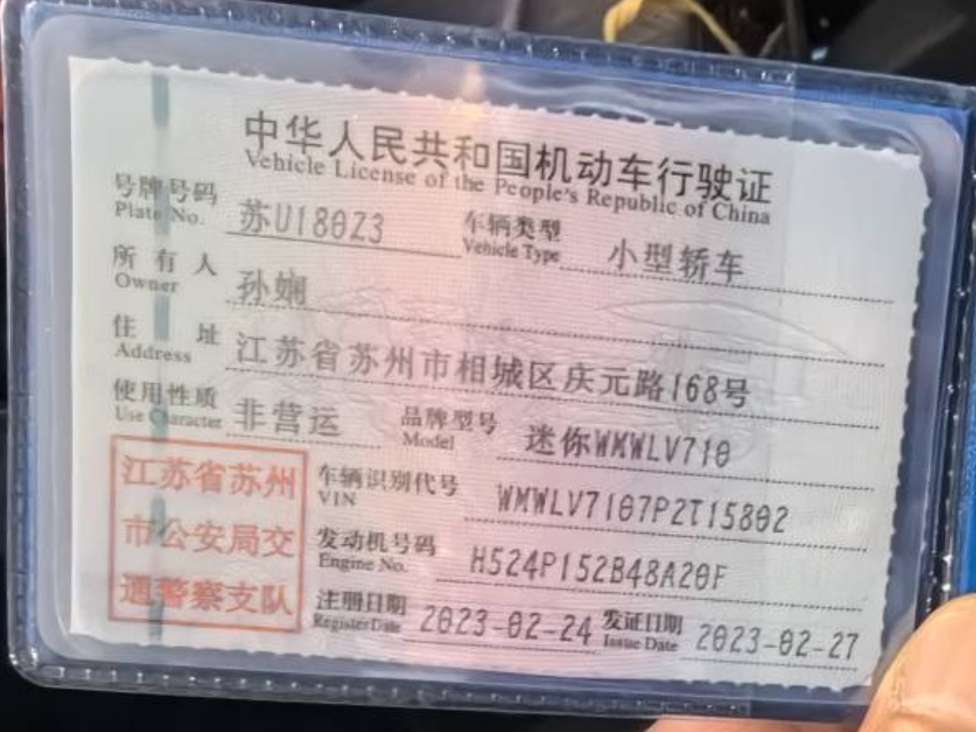 中华人民共和国机动车行驶证
Vehicle License of the People's Republic of China
号牌号码 苏U180Z3 车辆类型 小型轿车
Plate No. Vehicle Type
所有人 孙娴
Owner
住址 江苏省苏州市相城区庆元路168号
Address
使用性质 非营运 品牌型号 迷你WMWLV710
Use Character Model
江苏省苏州
市公安局交
通警察支队
车辆识别代号 WMWLV7107P2T15802
VIN
发动机号码 H524P152B48A20F
Engine No.
注册日期 2023-02-24 发证日期 2023-02-27
Register Date Issue Date